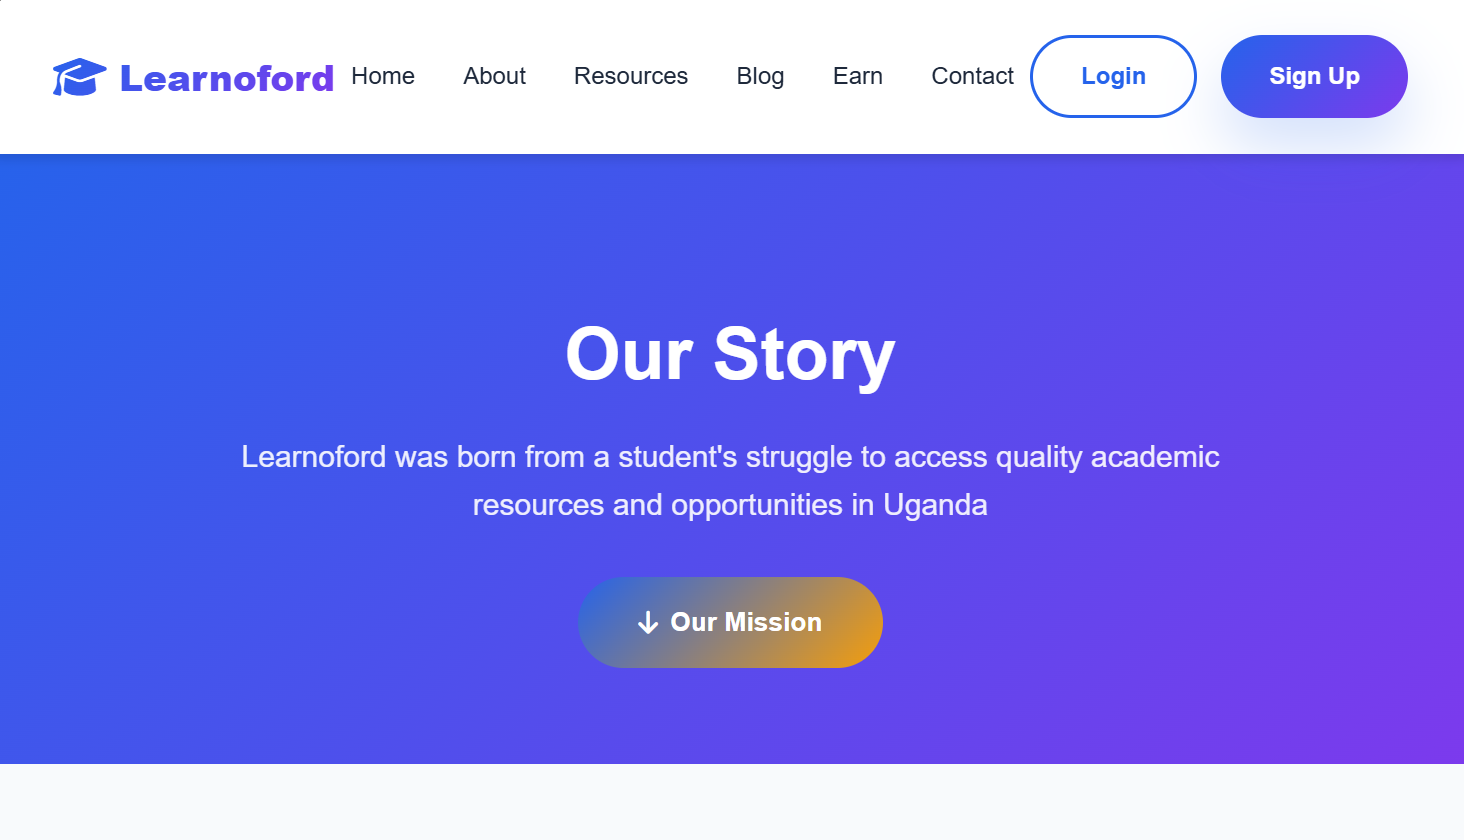 Learnoford Home About Resources Blog Earn Contact Login Sign Up
Our Story
Learnoford was born from a student's struggle to access quality academic
resources and opportunities in Uganda
Our Mission